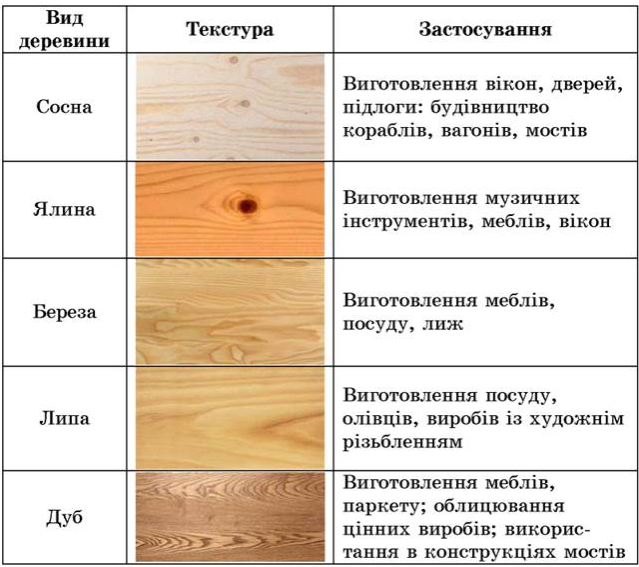 Вид
деревини
Текстура
Застосування
Сосна
Виготовлення вікон, дверей,
підлоги: будівництво
кораблів, вагонів, мостів
Ялина
Виготовлення музичних
інструментів, меблів, вікон
Береза
Виготовлення меблів,
посуду, лиж
Липа
Виготовлення посуду,
олівців, виробів із художнім
різьбленням
Дуб
Виготовлення меблів,
паркету; облицювання
цінних виробів; викорис-
тання в конструкціях мостів